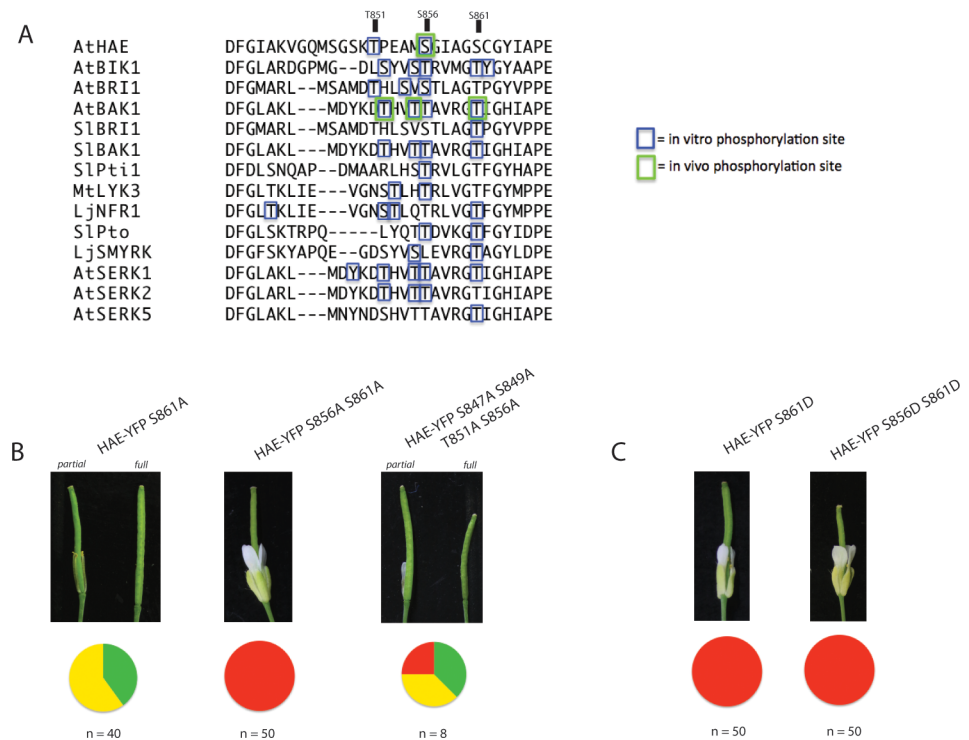 A
T851 S856 S861
AtHAE DFGIAKVGQMSGSKTPEAMSGIAGSCGYIAPE
AtBIK1 DFGLARDGPMG--DLSYVSTRVMGTYGYAAPE
AtBRI1 DFGMARL---MSAMDTHLSVSTLAGTPGYVPPE
AtBAK1 DFGLAKL---MDYKDTHVTTAVRGTIGHIAPE
SlBRI1 DFGMARL---MSAMDTHLSVSTLAGTPGYVPPE
SlBAK1 DFGLAKL---MDYKDTHVTTAVRGTIGHIAPE
SlPti1 DFDLSNQAP--DMAARLHSTRVLGTFGYHAPE
MtLYK3 DFGLTKLIE---VGNSTLHTRLVGTFGYMPPE
LjNFR1 DFGLTKLIE---VGNSTLQTRLVGTFGYMPPE
SlPto DFGLSKTRPQ-----LYQTTDVKGTFGYIDPE
LjSMYRK DFGFSKYAPQE--GDSYVSLEVRGTAGYLDPE
AtSERK1 DFGLAKL---MDYKDTHVTTAVRGTIGHIAPE
AtSERK2 DFGLARL---MDYKDTHVTTAVRGTIGHIAPE
AtSERK5 DFGLAKL---MNYNDSHVTTAVRGTIGHIAPE
= in vitro phosphorylation site
= in vivo phosphorylation site
B
HAE-YFP S861A
partial full
n = 40
HAE-YFP S856A S861A
n = 50
HAE-YFP S847A S849A
T851A S856A
partial full
n = 8
C
HAE-YFP S861D
n = 50
HAE-YFP S856D S861D
n = 50